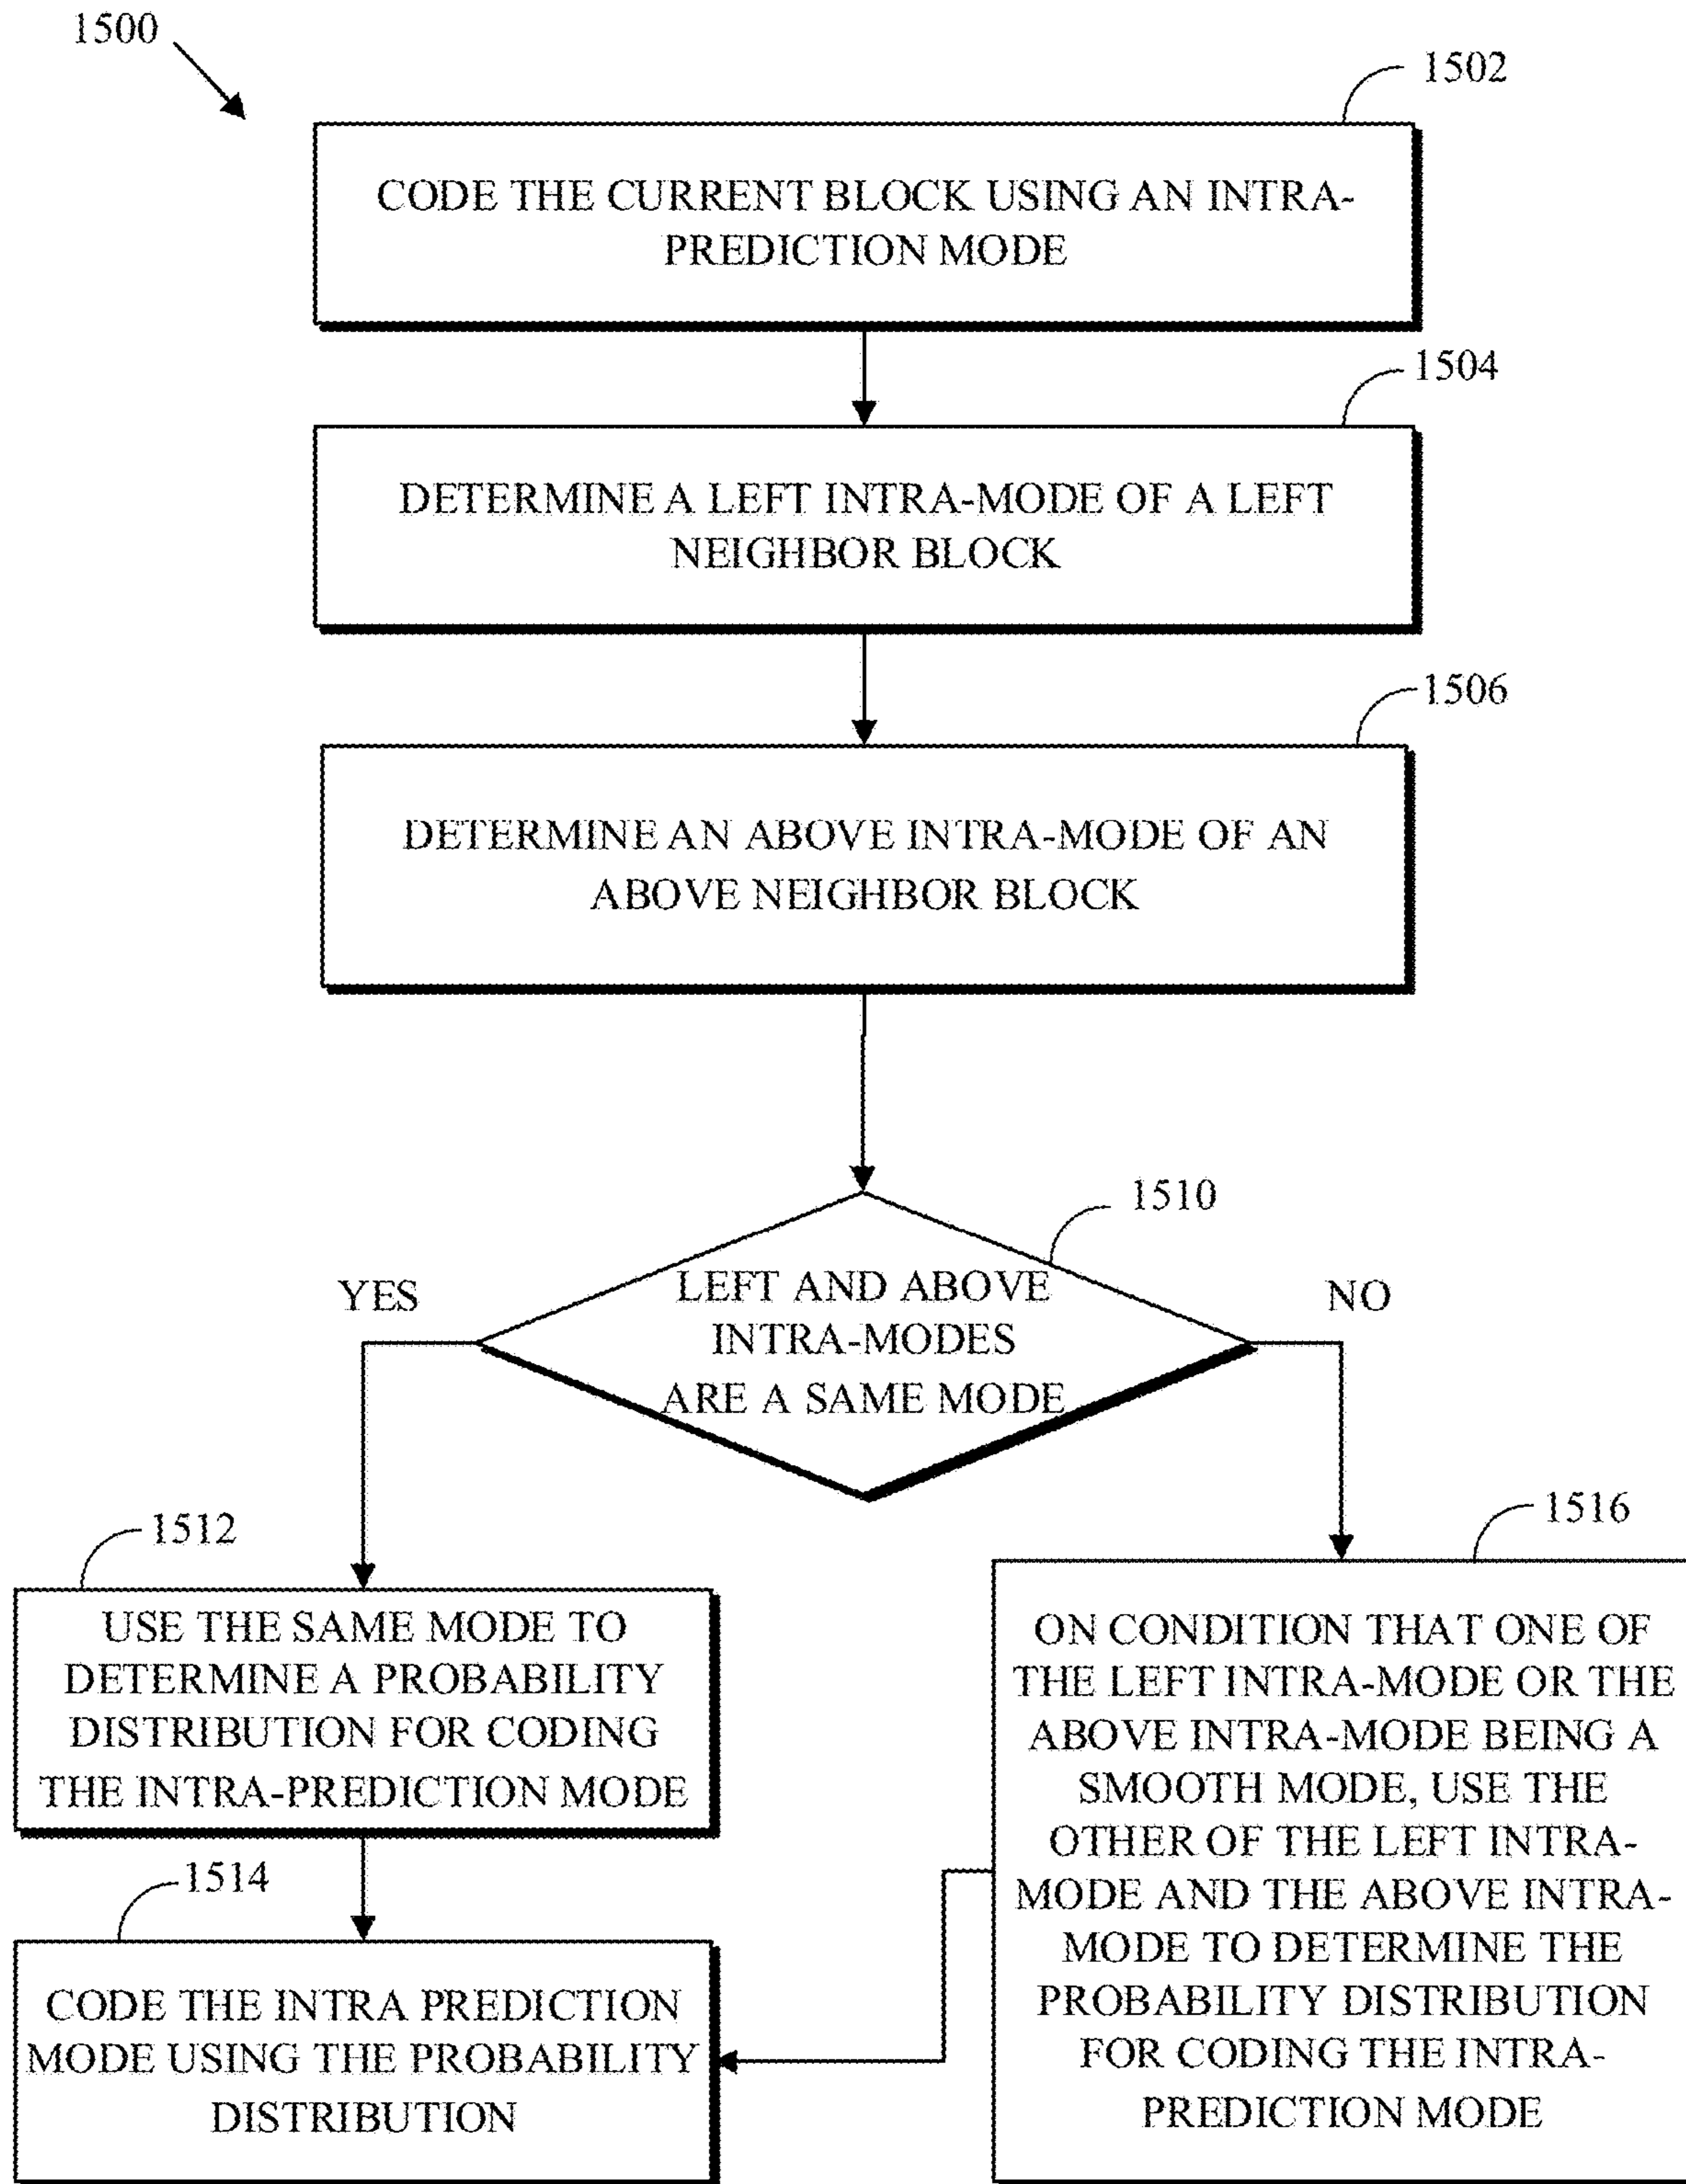 1500
1502
CODE THE CURRENT BLOCK USING AN INTRA-
PREDICTION MODE
1504
DETERMINE A LEFT INTRA-MODE OF A LEFT
NEIGHBOR BLOCK
1506
DETERMINE AN ABOVE INTRA-MODE OF AN
ABOVE NEIGHBOR BLOCK
1510
YES
LEFT AND ABOVE
INTRA-MODES
ARE A SAME MODE
NO
1512
USE THE SAME MODE TO
DETERMINE A PROBABILITY
DISTRIBUTION FOR CODING
THE INTRA-PREDICTION MODE
1514
CODE THE INTRA PREDICTION
MODE USING THE PROBABILITY
DISTRIBUTION
1516
ON CONDITION THAT ONE OF
THE LEFT INTRA-MODE OR THE
ABOVE INTRA-MODE BEING A
SMOOTH MODE, USE THE
OTHER OF THE LEFT INTRA-
MODE AND THE ABOVE INTRA-
MODE TO DETERMINE THE
PROBABILITY DISTRIBUTION
FOR CODING THE INTRA-
PREDICTION MODE